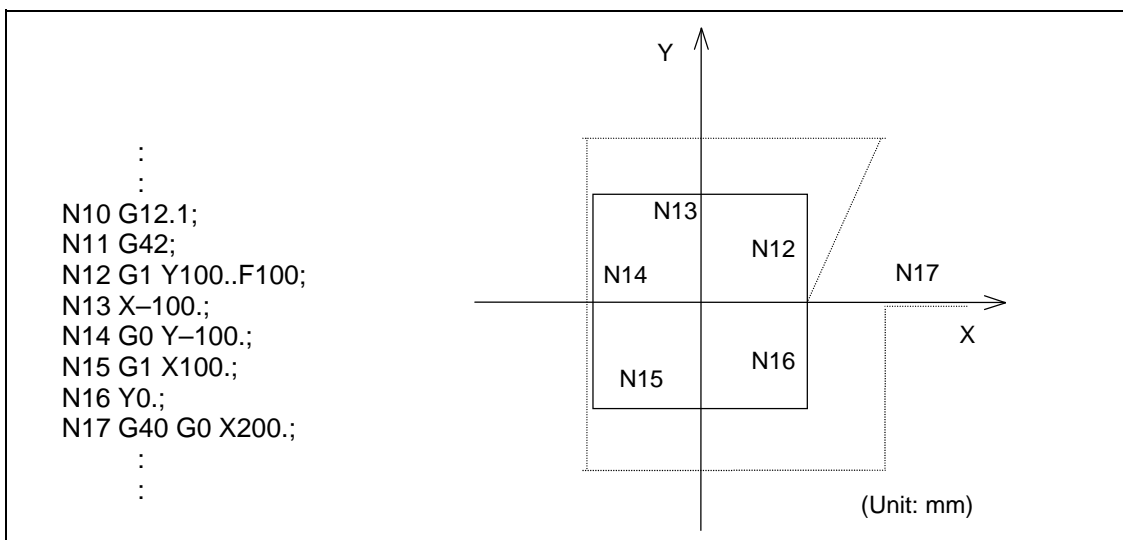 :
:
N10 G12.1;
N11 G42;
N12 G1 Y100..F100;
N13 X–100.;
N14 G0 Y–100.;
N15 G1 X100.;
N16 Y0.;
N17 G40 G0 X200.;
:
:
Y
N13
N12
N14
N17
X
N16
N15
(Unit: mm)